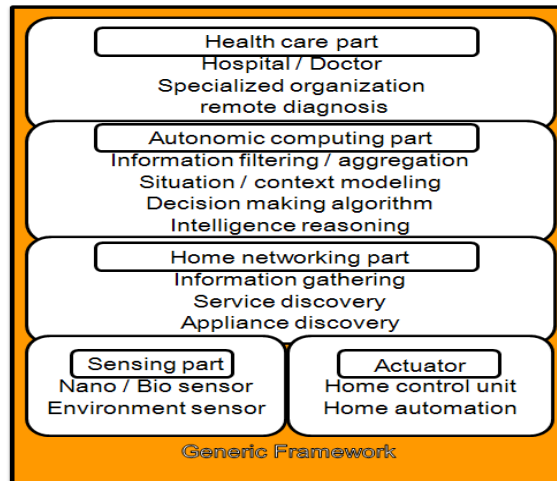 Health care part
Hospital / Doctor
Specialized organization
remote diagnosis
Autonomic computing part
Information filtering / aggregation
Situation / context modeling
Decision making algorithm
Intelligence reasoning
Home networking part
Information gathering
Service discovery
Appliance discovery
Sensing part
Nano / Bio sensor
Environment sensor
Actuator
Home control unit
Home automation
Generic Framework